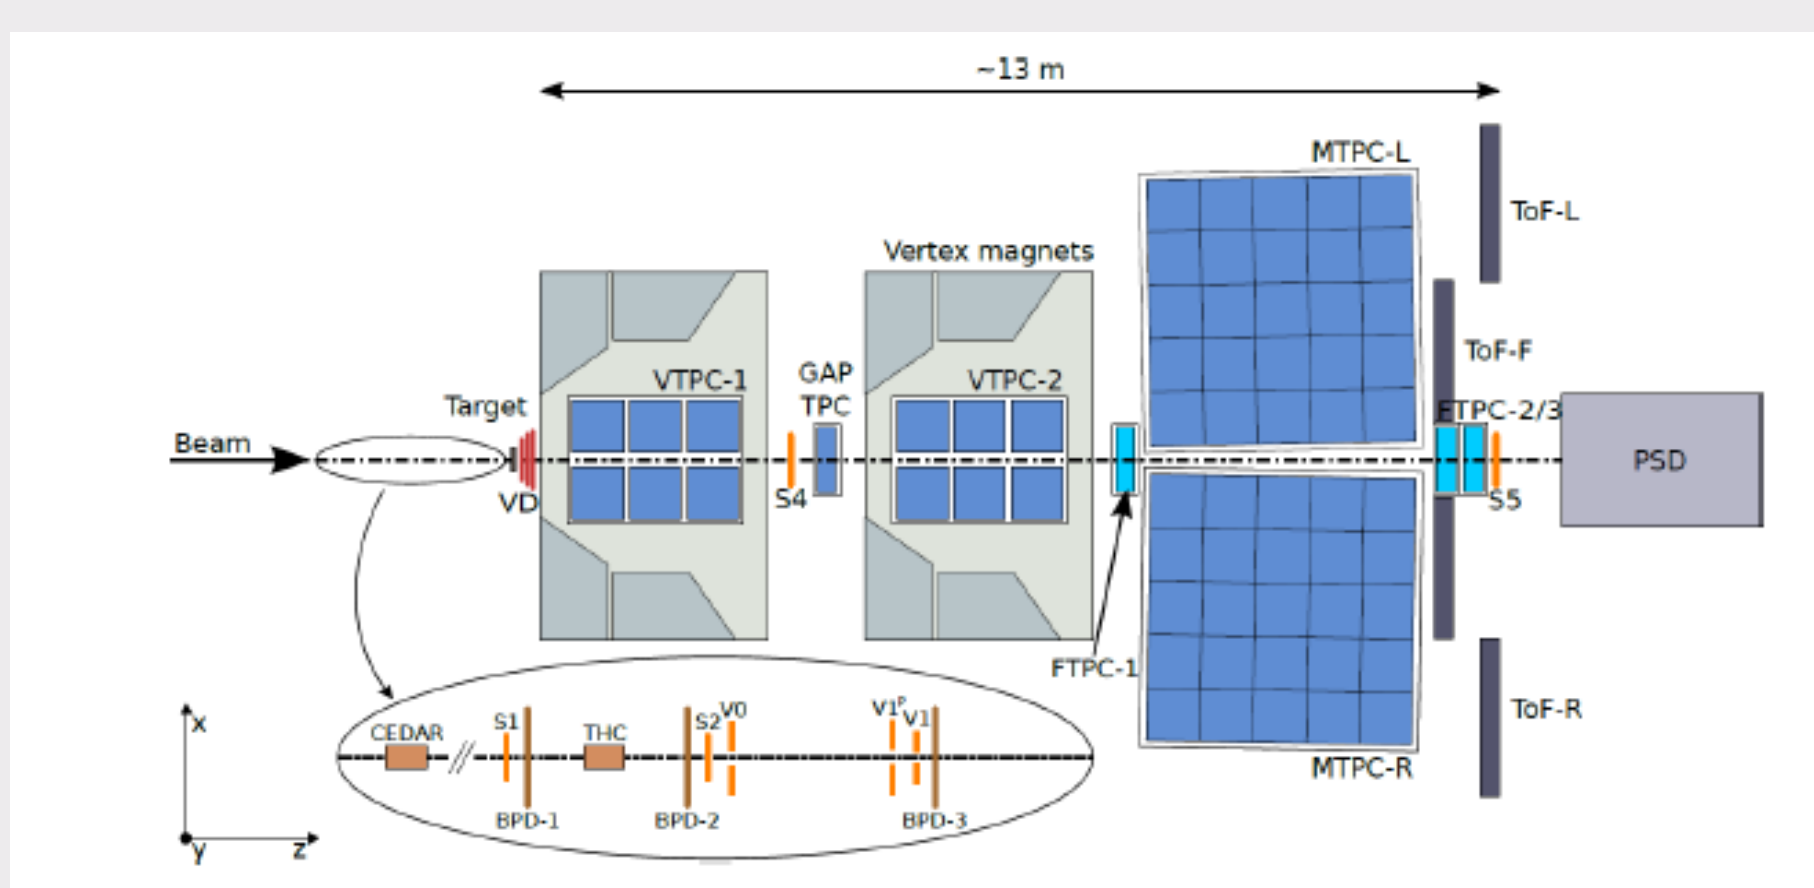 ~13 m
MTPC-L
ToF-L
Vertex magnets
ToF-F
VTPC-1
GAP
TPC
VTPC-2
Target
FTPC-2/3
Beam
PSD
VD
S4
S5
FTPC-1
ToF-R
MTPC-R
x
y
z
CEDAR
S1
THC
S2
V0
V1ᴾ
V1
BPD-1
BPD-2
BPD-3